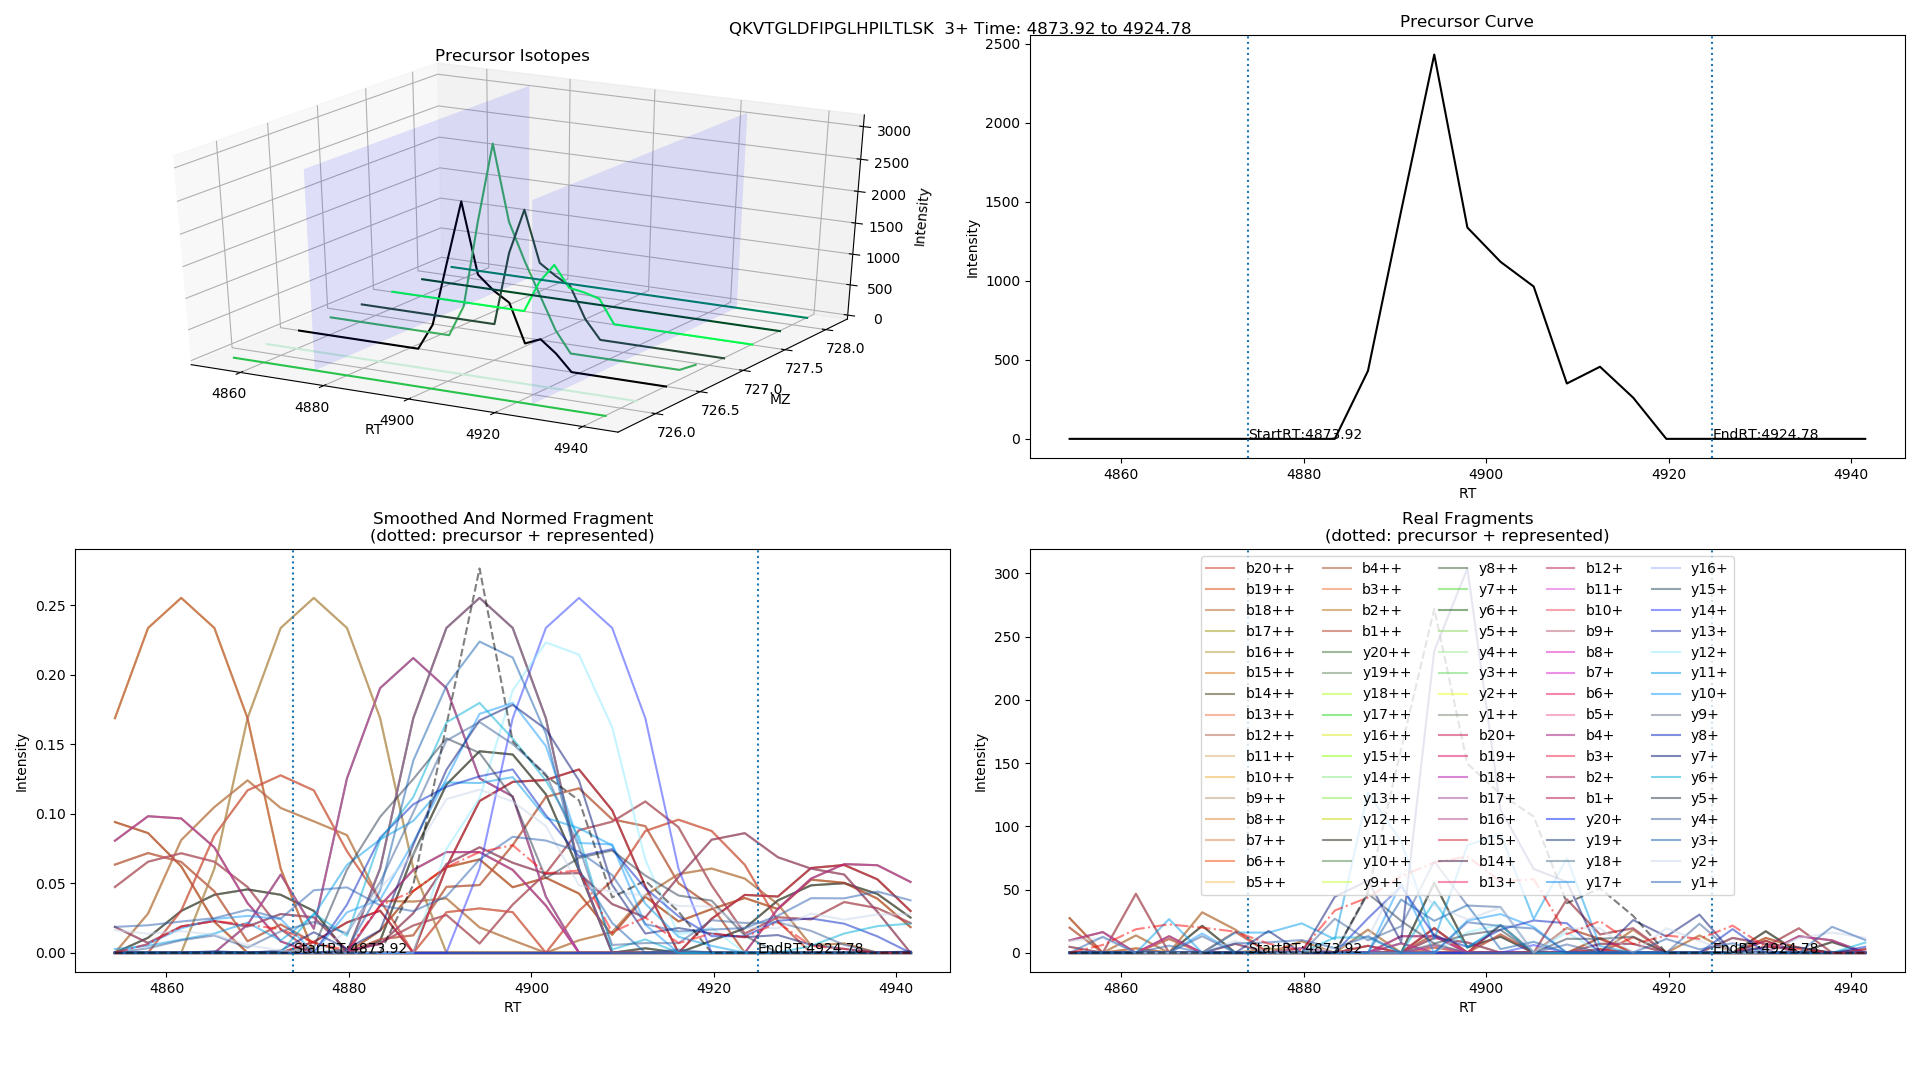 QKVTGLDFIPGLHPILTLSK  3+ Time: 4873.92 to 4924.78
Precursor Isotopes
3000
2500
2000
1500
1000
500
0
Intensity
4860
4880
4900
4920
4940
RT
726.0
726.5
727.0
727.5
728.0
MZ
Precursor Curve
2500
2000
1500
1000
500
0
Intensity
StartRT:4873.92
EndRT:4924.78
4860
4880
4900
4920
4940
RT
Smoothed And Normed Fragment
(dotted: precursor + represented)
0.25
0.20
0.15
0.10
0.05
0.00
Intensity
StartRT:4873.92
EndRT:4924.78
4860
4880
4900
4920
4940
RT
Real Fragments
(dotted: precursor + represented)
300
250
200
150
100
50
0
Intensity
b20++
b19++
b18++
b17++
b16++
b15++
b14++
b13++
b12++
b11++
b10++
b9++
b8++
b7++
b6++
b5++
b4++
b3++
b2++
b1++
y20++
y19++
y18++
y17++
y16++
y15++
y14++
y13++
y12++
y11++
y10++
y9++
y8++
y7++
y6++
y5++
y4++
y3++
y2++
y1++
b20+
b19+
b18+
b17+
b16+
b15+
b14+
b13+
b12+
b11+
b10+
b9+
b8+
b7+
b6+
b5+
b4+
b3+
b2+
b1+
y20+
y19+
y18+
y17+
y16+
y15+
y14+
y13+
y12+
y11+
y10+
y9+
y8+
y7+
y6+
y5+
y4+
y3+
y2+
y1+
StartRT:4873.92
EndRT:4924.78
4860
4880
4900
4920
4940
RT